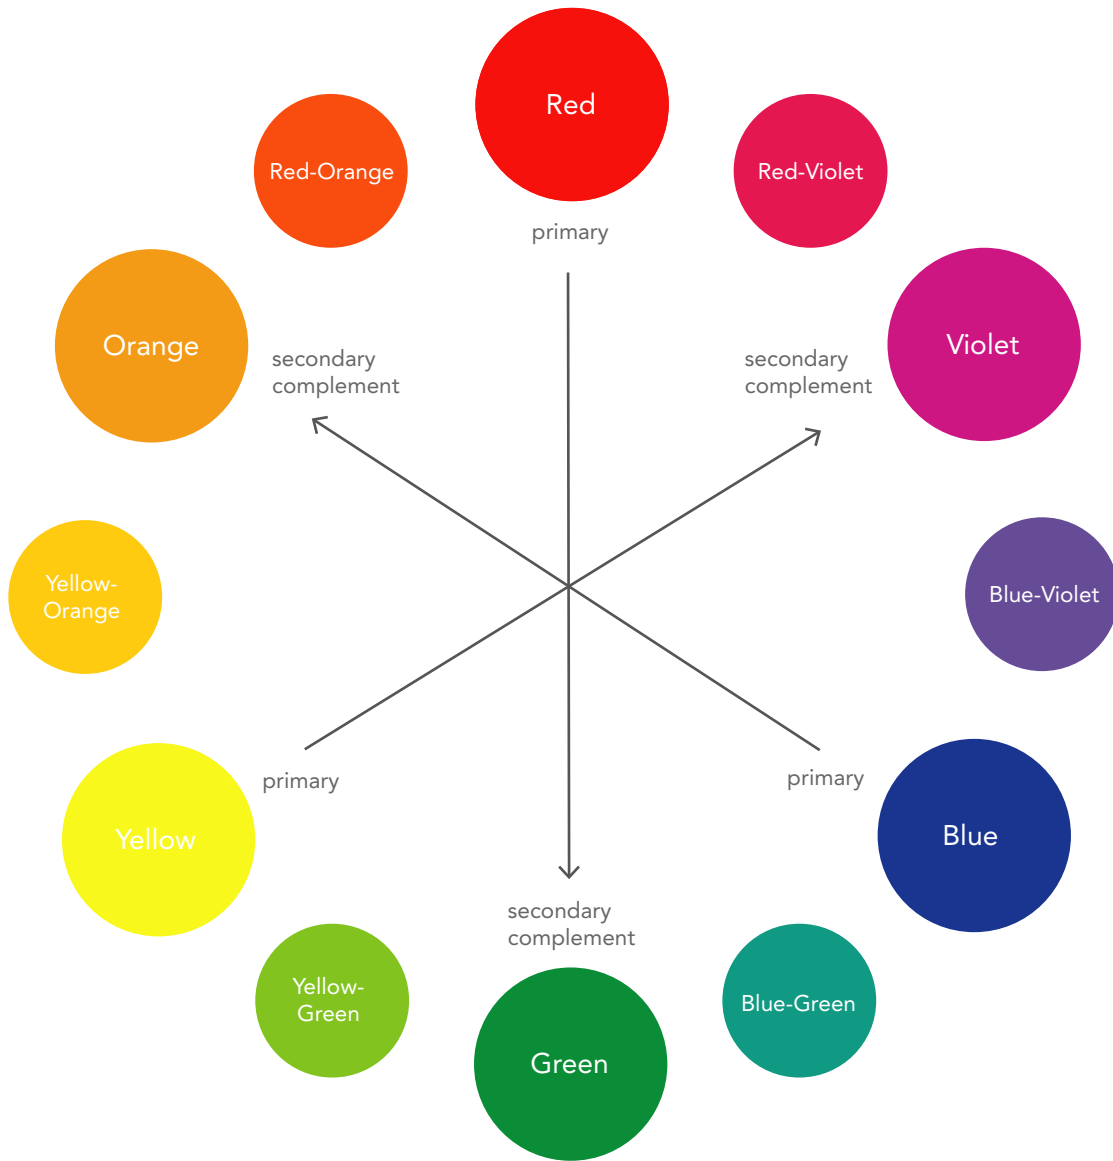 Red
Red-Orange
Red-Violet
primary
Orange
Violet
secondary
complement
secondary
complement
Yellow-
Orange
Blue-Violet
primary
primary
Yellow
Blue
secondary
complement
Yellow-
Green
Blue-Green
Green